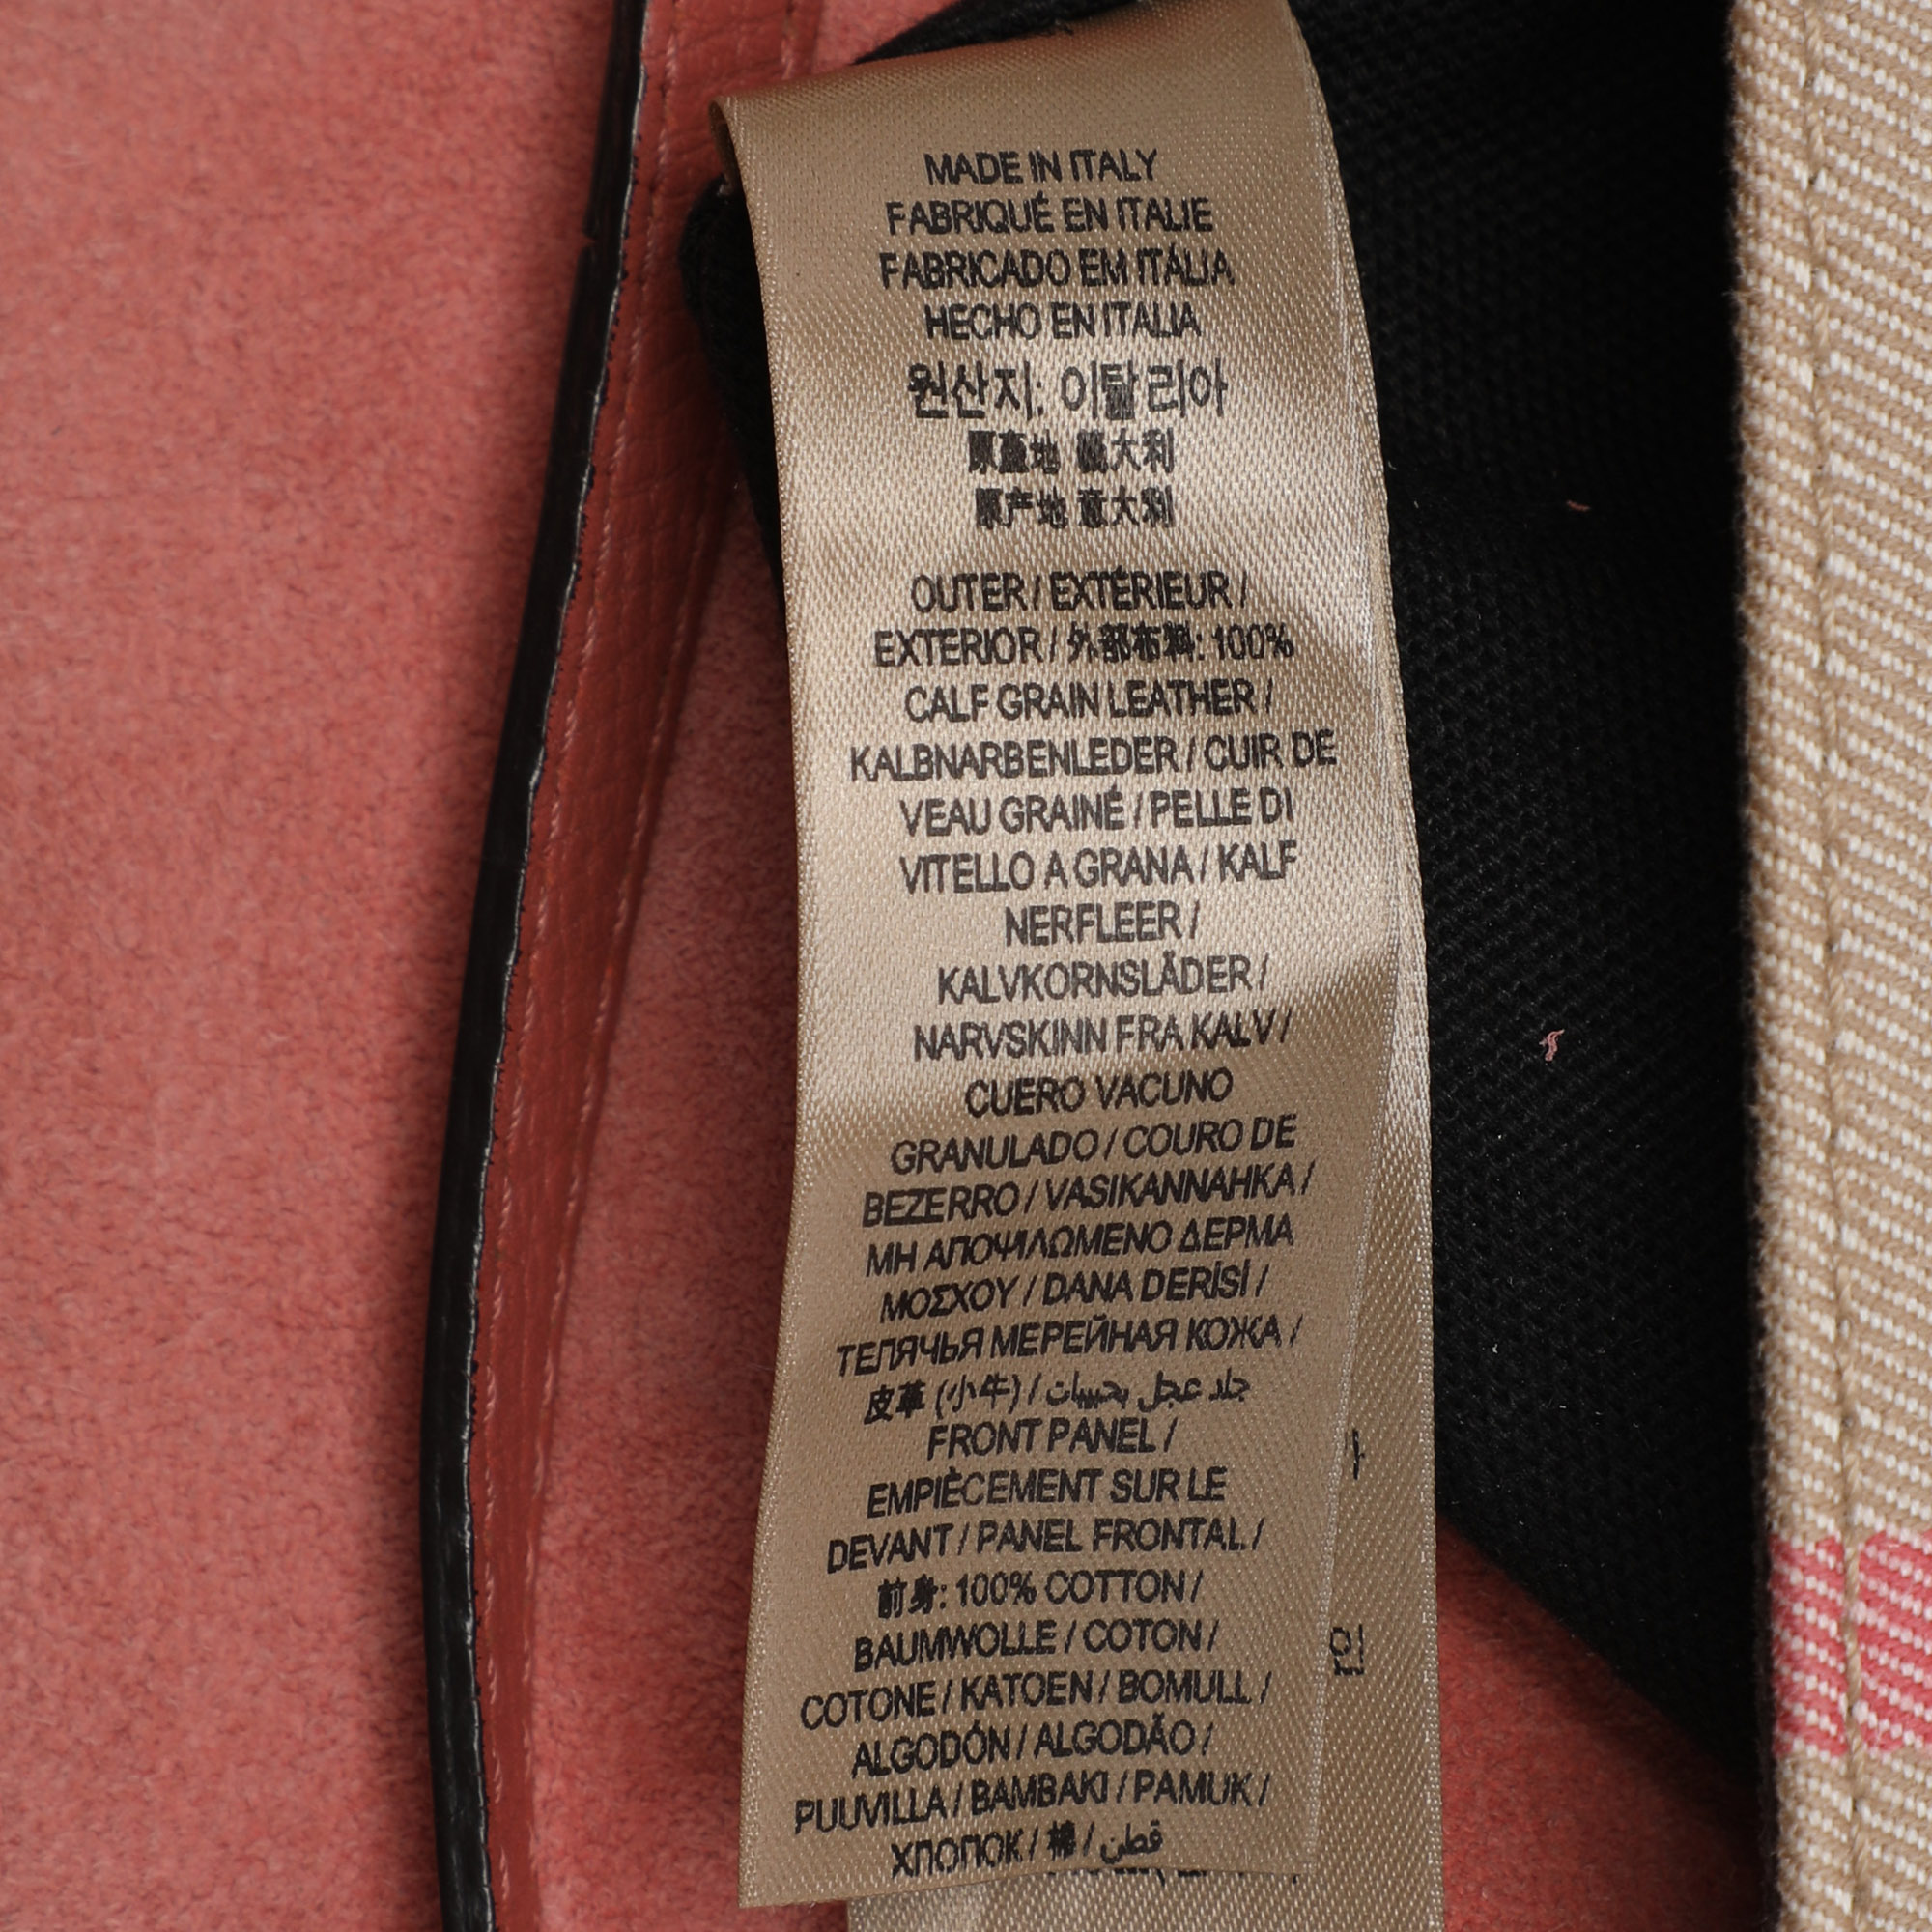 MADE IN ITALY
FABRIQUÉ EN ITALIE
FABRICADO EM ITÁLIA
HECHO EN ITALIA
원산지: 이탈리아
原產地 義大利
原产地 意大利
OUTER / EXTÉRIEUR /
EXTERIOR / 外部布料: 100%
CALF GRAIN LEATHER /
KALBNARBENLEDER / CUIR DE
VEAU GRAINÉ / PELLE DI
VITELLO A GRANA / KALF
NERFLEER /
KALVKORNSLÄDER /
NARVSKINN FRA KALV /
CUERO VACUNO
GRANULADO / COURO DE
BEZERRO / VASIKANNAHKA /
ΜΗ ΑΠΟΨΙΛΩΜΕΝΟ ΔΕΡΜΑ
ΜΟΣΧΟΥ / DANA DERİSİ /
ТЕЛЯЧЬЯ МЕРЕЙНАЯ КОЖА /
皮革 (小牛) / جلد عجل بحبيبات
FRONT PANEL /
EMPIÈCEMENT SUR LE
DEVANT / PANEL FRONTAL /
前身: 100% COTTON /
BAUMWOLLE / COTON /
COTONE / KATOEN / BOMULL /
ALGODÓN / ALGODÃO /
PUUVILLA / BAMBAKI / PAMUK /
ХЛОПОК / 棉 / قطن